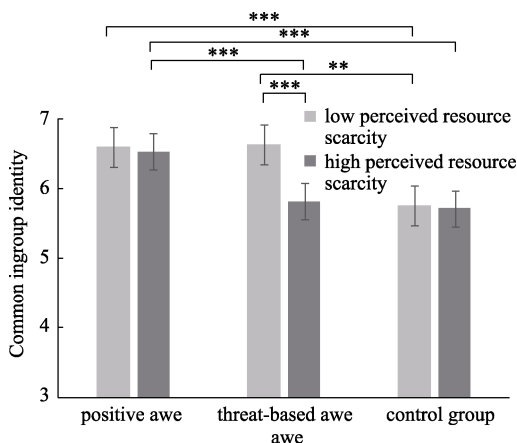 ***
***
***
**
***
7
low perceived resource
scarcity
high perceived resource
scarcity
6
5
4
3
Common ingroup identity
positive awe
threat-based awe
control group
awe